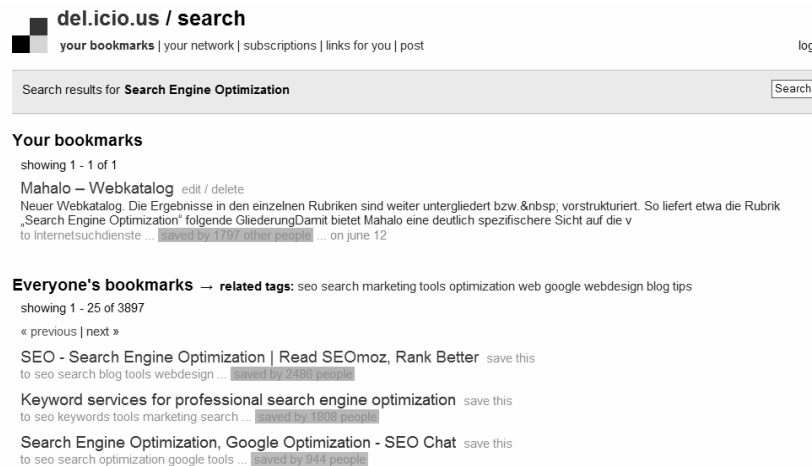 del.icio.us / search
your bookmarks | your network | subscriptions | links for you | post
log
Search results for Search Engine Optimization
Search
Your bookmarks
showing 1 - 1 of 1
Mahalo – Webkatalog edit / delete
Neuer Webkatalog. Die Ergebnisse in den einzelnen Rubriken sind weiter untergliedert bzw.&nbsp; vorstrukturiert. So liefert etwa die Rubrik
„Search Engine Optimization“ folgende GliederungDamit bietet Mahalo eine deutlich spezifischere Sicht auf die v
to Internetsuchdienste ... saved by 1797 other people ... on june 12
Everyone's bookmarks → related tags: seo search marketing tools optimization web google webdesign blog tips
showing 1 - 25 of 3897
« previous | next »
SEO - Search Engine Optimization | Read SEOmoz, Rank Better save this
to seo search blog tools webdesign ... saved by 2486 people
Keyword services for professional search engine optimization save this
to seo keywords tools marketing search ... saved by 1808 people
Search Engine Optimization, Google Optimization - SEO Chat save this
to seo search optimization google tools ... saved by 944 people